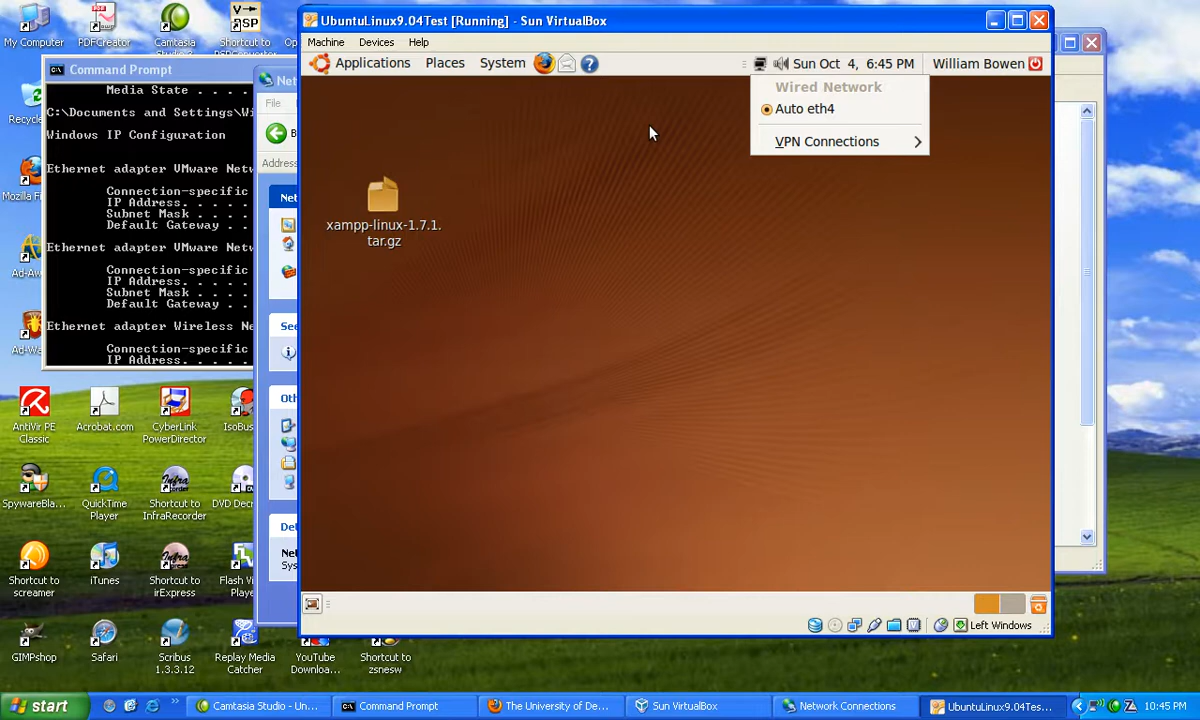 UbuntuLinux9.04Test [Running] - Sun VirtualBox
Machine Devices Help
Applications Places System
Sun Oct 4, 6:45 PM William Bowen
Wired Network
Auto eth4
VPN Connections
xampp-linux-1.7.1.
tar.gz
Left Windows
My Computer
PDFCreator
Camtasia
Shortcut to
Command Prompt
Media State . . . .
C:\Documents and Settings\Wi
Windows IP Configuration
Ethernet adapter VMware Netw
Connection-specific
IP Address. . . . .
Subnet Mask . . . .
Default Gateway . .
Ethernet adapter VMware Netw
Connection-specific
IP Address. . . . .
Subnet Mask . . . .
Default Gateway . .
Ethernet adapter Wireless Ne
Connection-specific
IP Address. . . . .
File
Address
AntiVir PE
Classic
Acrobat.com
CyberLink
PowerDirector
IsoBus
SpywareBla...
QuickTime
Player
Shortcut to
InfraRecorder
DVD Decr
Shortcut to
screamer
iTunes
Shortcut to
irExpress
Flash Vi
Playe
GIMPshop
Safari
Scribus
1.3.3.12
Replay Media
Catcher
YouTube
Downloa...
Shortcut to
zsnesw
start
Camtasia Studio - Un...
Command Prompt
The University of De...
Sun VirtualBox
Network Connections
UbuntuLinux9.04Tes...
10:45 PM